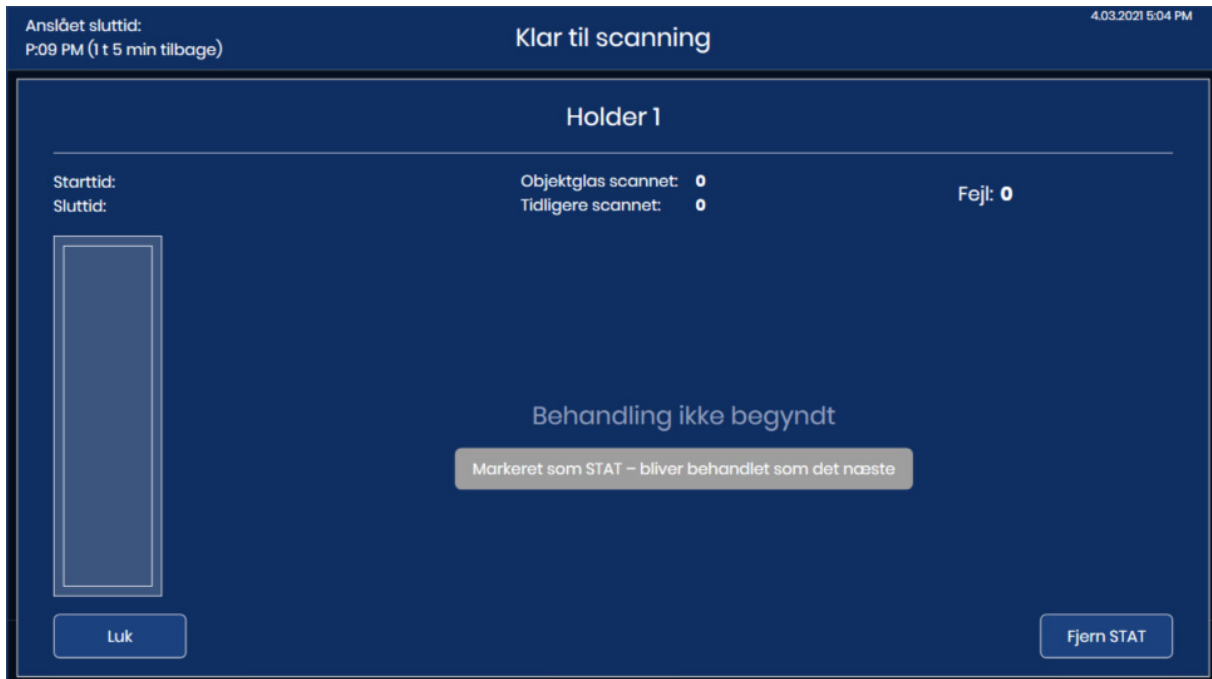 Anslået sluttid:
P:09 PM (1 t 5 min tilbage)
Klar til scanning
4.03.2021 5:04 PM
Holder 1
Starttid:
Sluttid:
Objektglas scannet: 0
Tidligere scannet: 0
Fejl: 0
Behandling ikke begyndt
Markeret som STAT – bliver behandlet som det næste
Luk
Fjern STAT